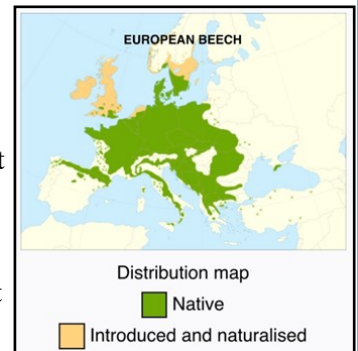 EUROPEAN BEECH
t
t
Distribution map
Native
Introduced and naturalised